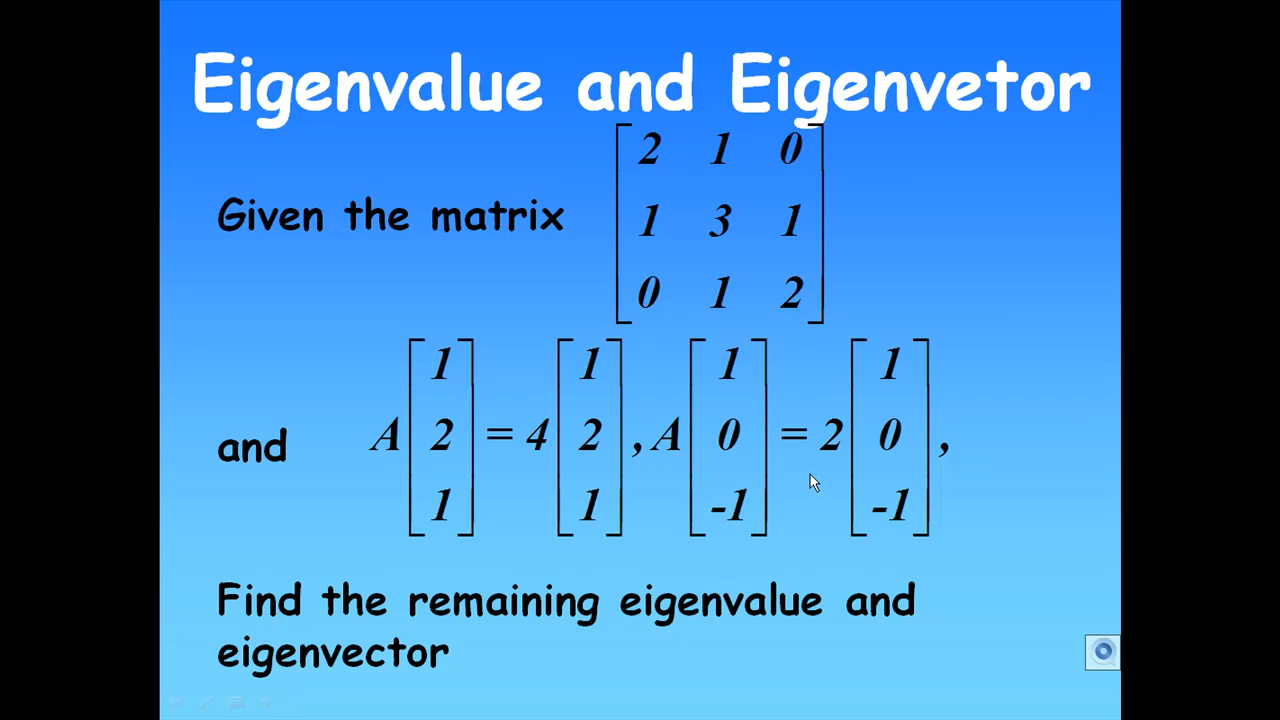 Eigenvalue and Eigenvetor
Given the matrix
2 1 0
1 3 1
0 1 2
and A [1 2 1] = 4 [1 2 1], A [1 0 -1] = 2 [1 0 -1],
Find the remaining eigenvalue and
eigenvector